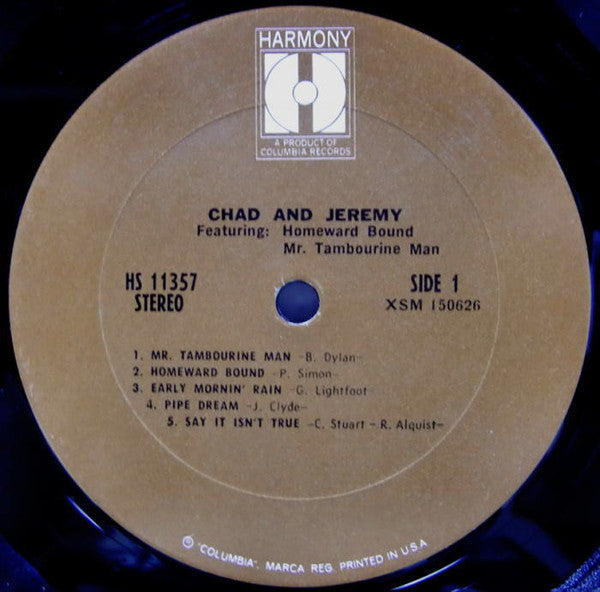 HARMONY
H
A PRODUCT OF
COLUMBIA RECORDS
CHAD AND JEREMY
Featuring: Homeward Bound
Mr. Tambourine Man
HS 11357
STEREO
SIDE 1
XSM 150626
1. MR. TAMBOURINE MAN -B. Dylan-
2. HOMEWARD BOUND -P. Simon-
3. EARLY MORNIN' RAIN -G. Lightfoot-
4. PIPE DREAM -J. Clyde-
5. SAY IT ISN'T TRUE -C. Stuart - R. Alquist-
Ⓟ "COLUMBIA", MARCA REG. PRINTED IN U.S.A.